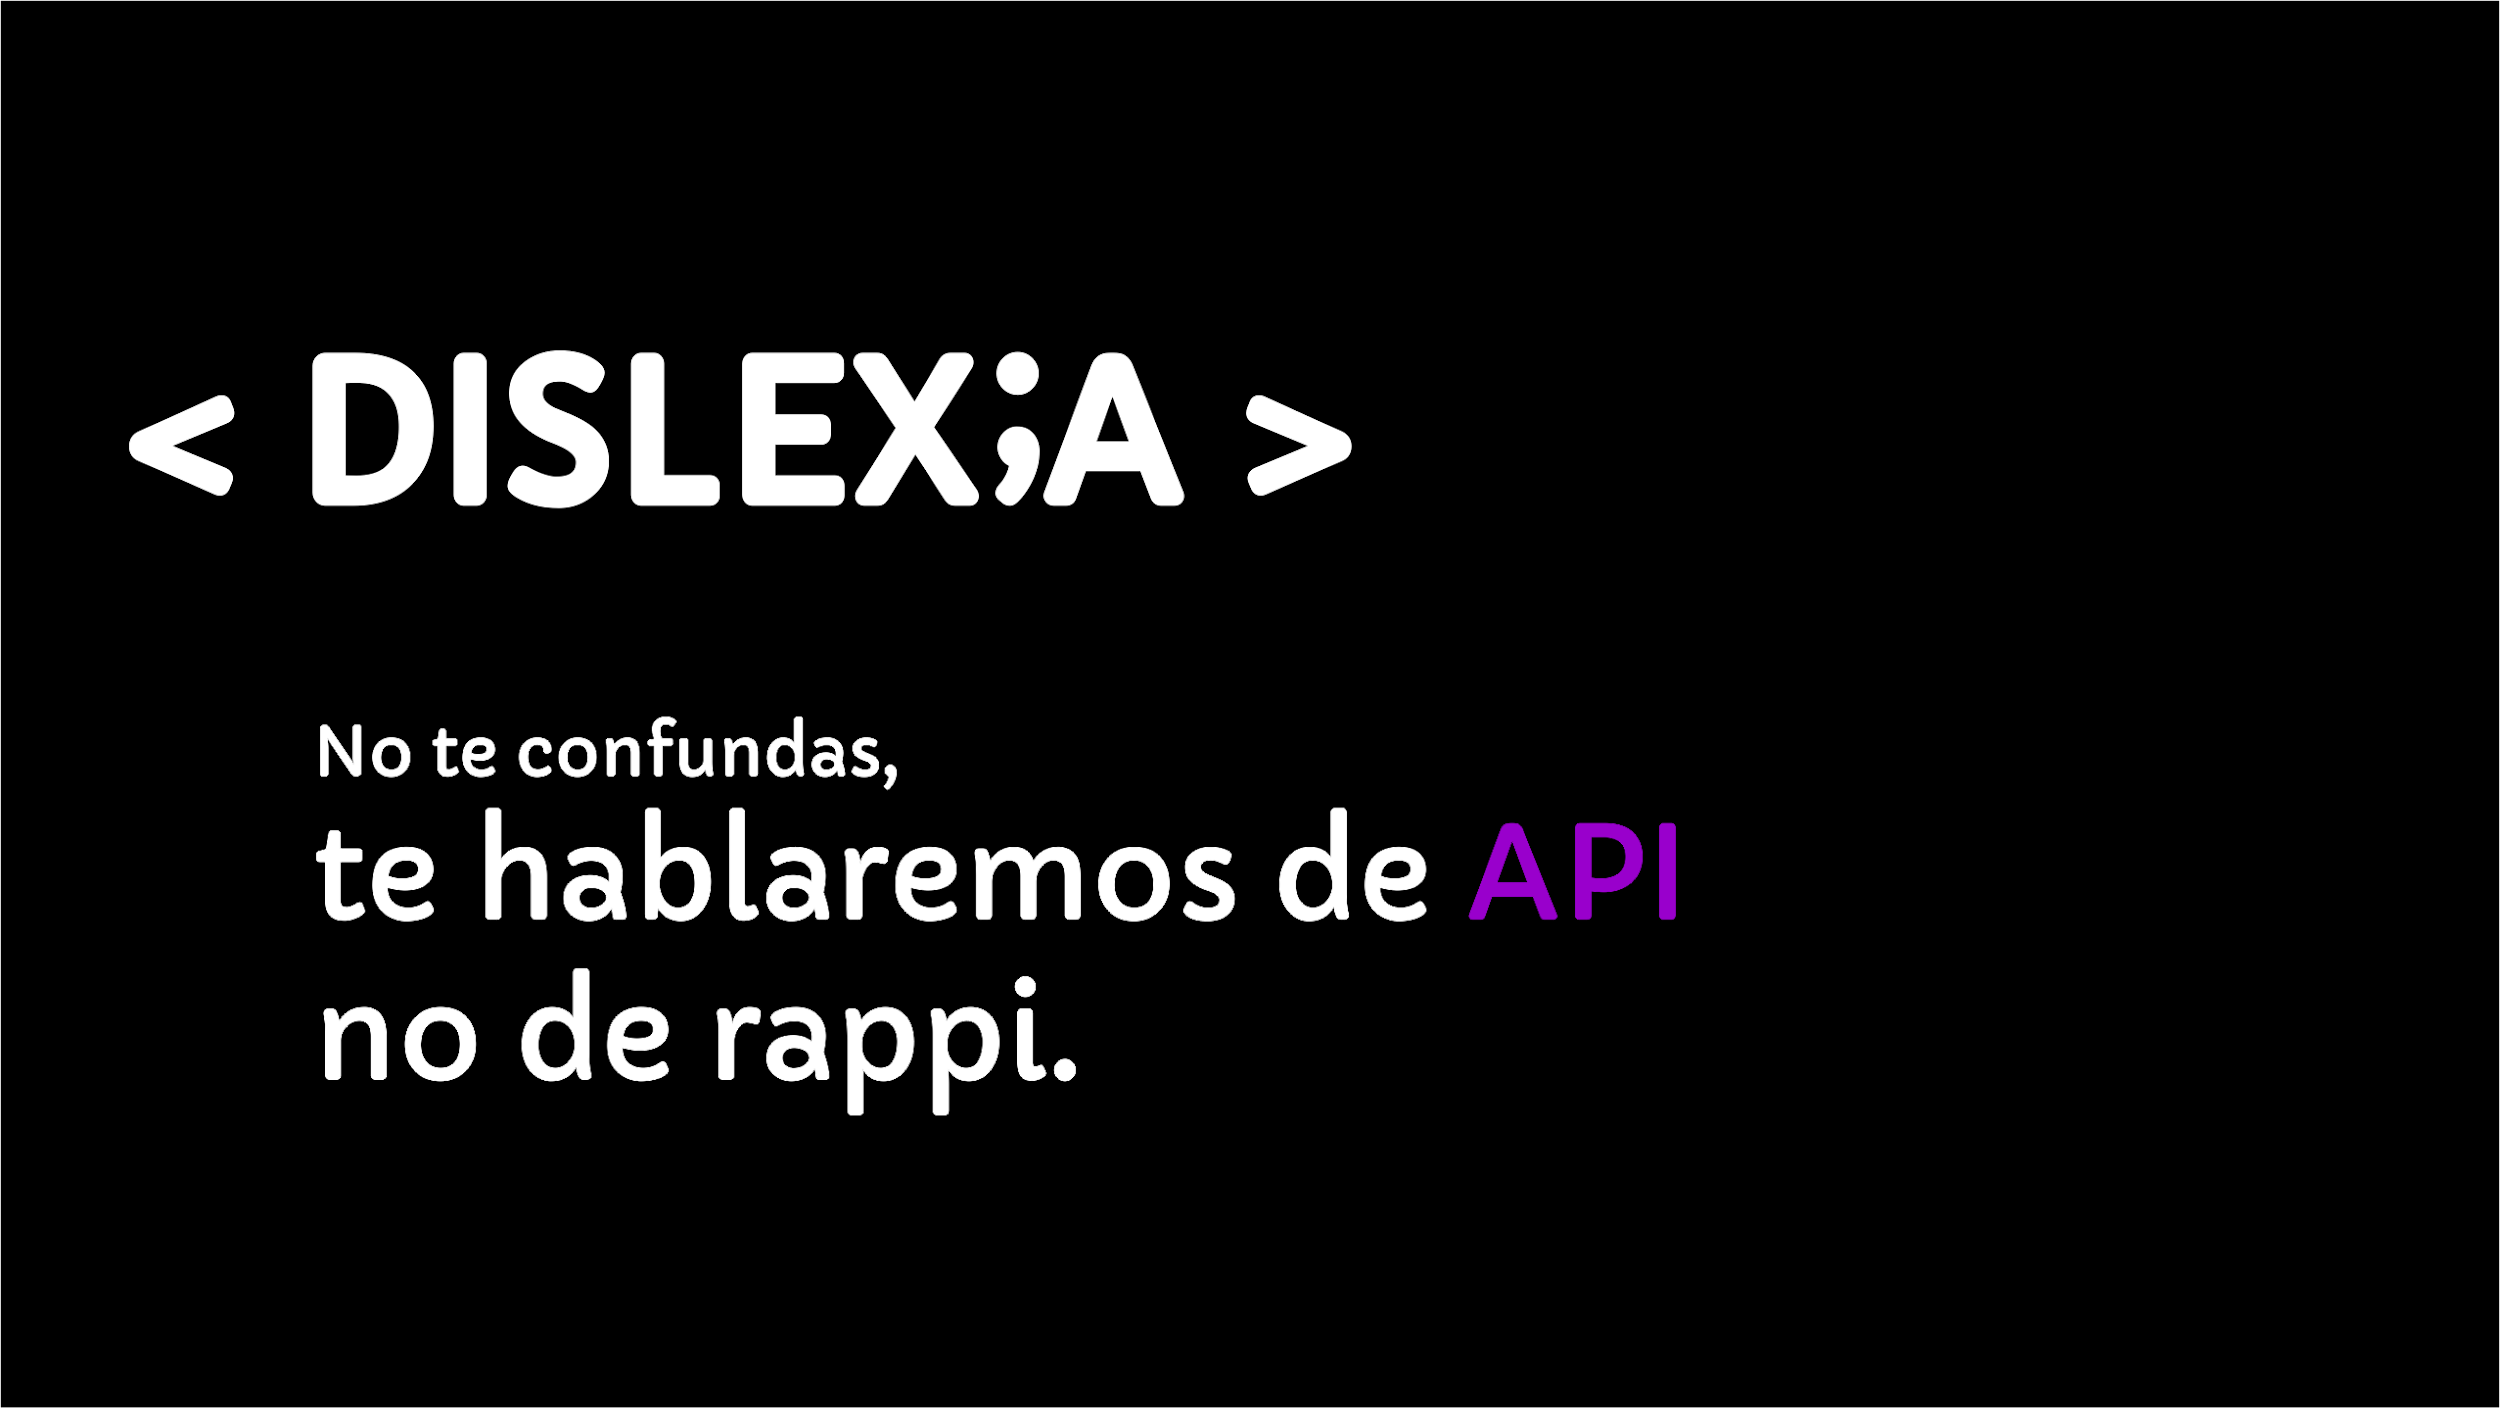 < DISLEX;A >
No te confundas,
te hablaremos de API
no de rappi.